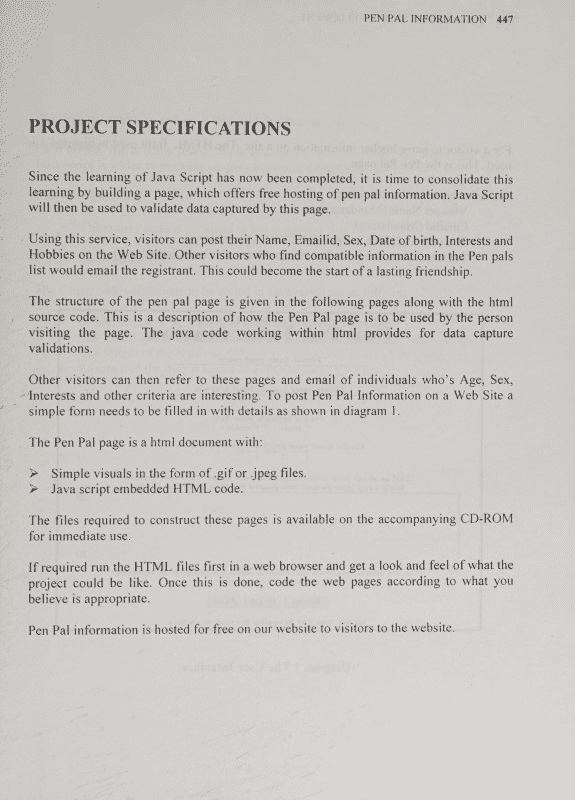 PEN PAL INFORMATION 447
PROJECT SPECIFICATIONS
Since the learning of Java Script has now been completed, it is time to consolidate this
learning by building a page, which offers free hosting of pen pal information. Java Script
will then be used to validate data captured by this page.
Using this service, visitors can post their Name, Emailid, Sex, Date of birth, Interests and
Hobbies on the Web Site. Other visitors who find compatible information in the Pen pals
list would email the registrant. This could become the start of a lasting friendship.
The structure of the pen pal page is given in the following pages along with the html
source code. This is a description of how the Pen Pal page is to be used by the person
visiting the page. The java code working within html provides for data capture
validations.
Other visitors can then refer to these pages and email of individuals who's Age, Sex,
Interests and other criteria are interesting. To post Pen Pal Information on a Web Site a
simple form needs to be filled in with details as shown in diagram 1.
The Pen Pal page is a html document with:
➢ Simple visuals in the form of .gif or .jpeg files.
➢ Java script embedded HTML code.
The files required to construct these pages is available on the accompanying CD-ROM
for immediate use.
If required run the HTML files first in a web browser and get a look and feel of what the
project could be like. Once this is done, code the web pages according to what you
believe is appropriate.
Pen Pal information is hosted for free on our website to visitors to the website.